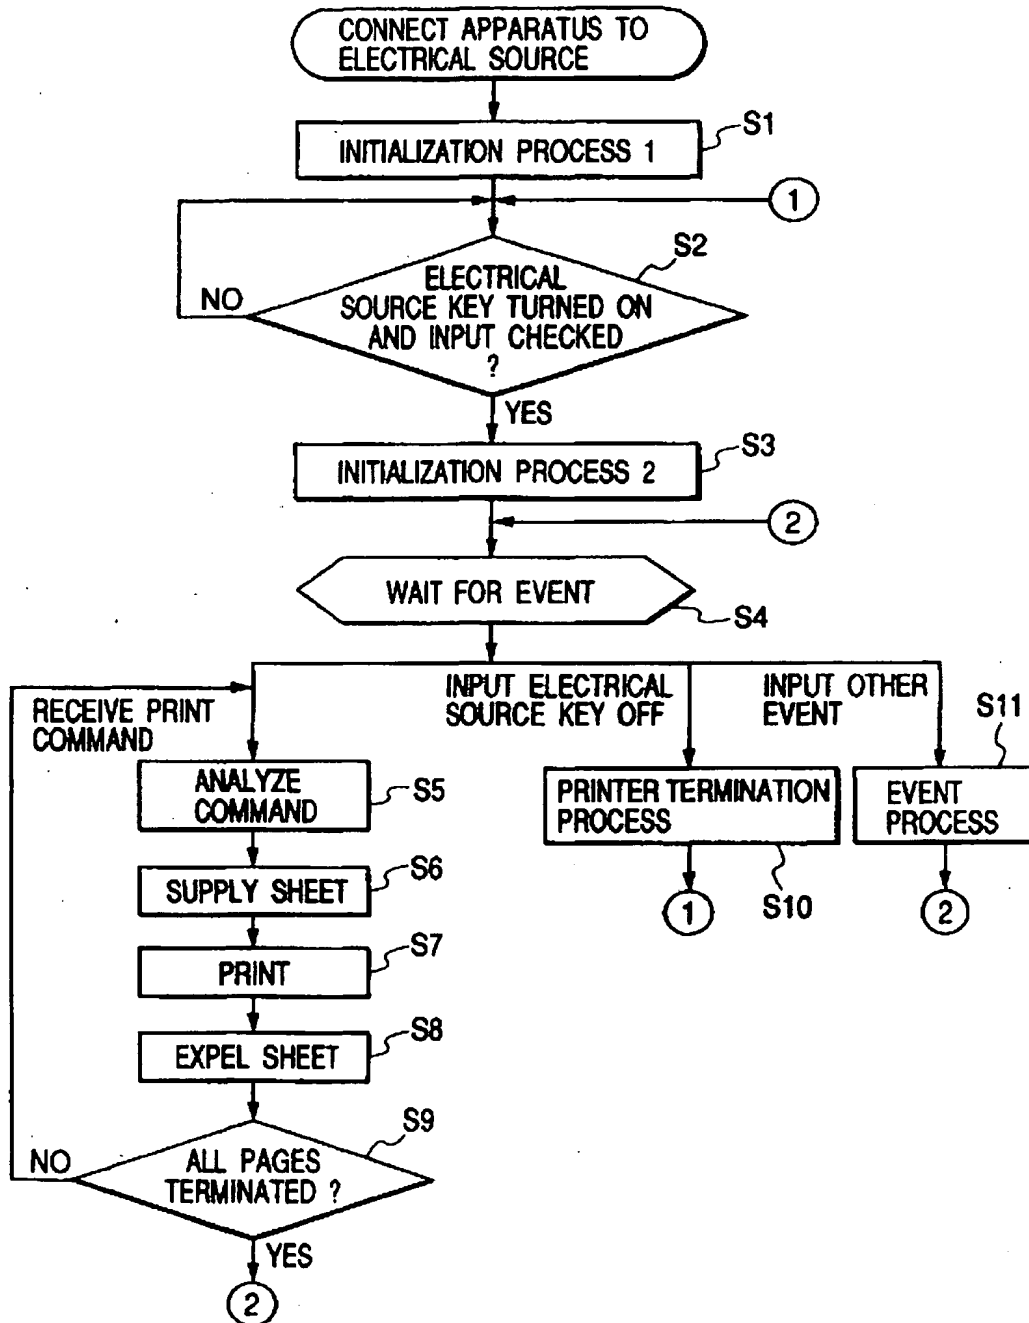 CONNECT APPARATUS TO
ELECTRICAL SOURCE
INITIALIZATION PROCESS 1
S1
1
ELECTRICAL
SOURCE KEY TURNED ON
AND INPUT CHECKED
?
S2
NO
YES
INITIALIZATION PROCESS 2
S3
2
WAIT FOR EVENT
S4
RECEIVE PRINT
COMMAND
INPUT ELECTRICAL
SOURCE KEY OFF
INPUT OTHER
EVENT
S11
ANALYZE
COMMAND
S5
PRINTER TERMINATION
PROCESS
EVENT
PROCESS
SUPPLY SHEET
S6
1
S10
2
PRINT
S7
EXPEL SHEET
S8
ALL PAGES
TERMINATED ?
S9
NO
YES
2